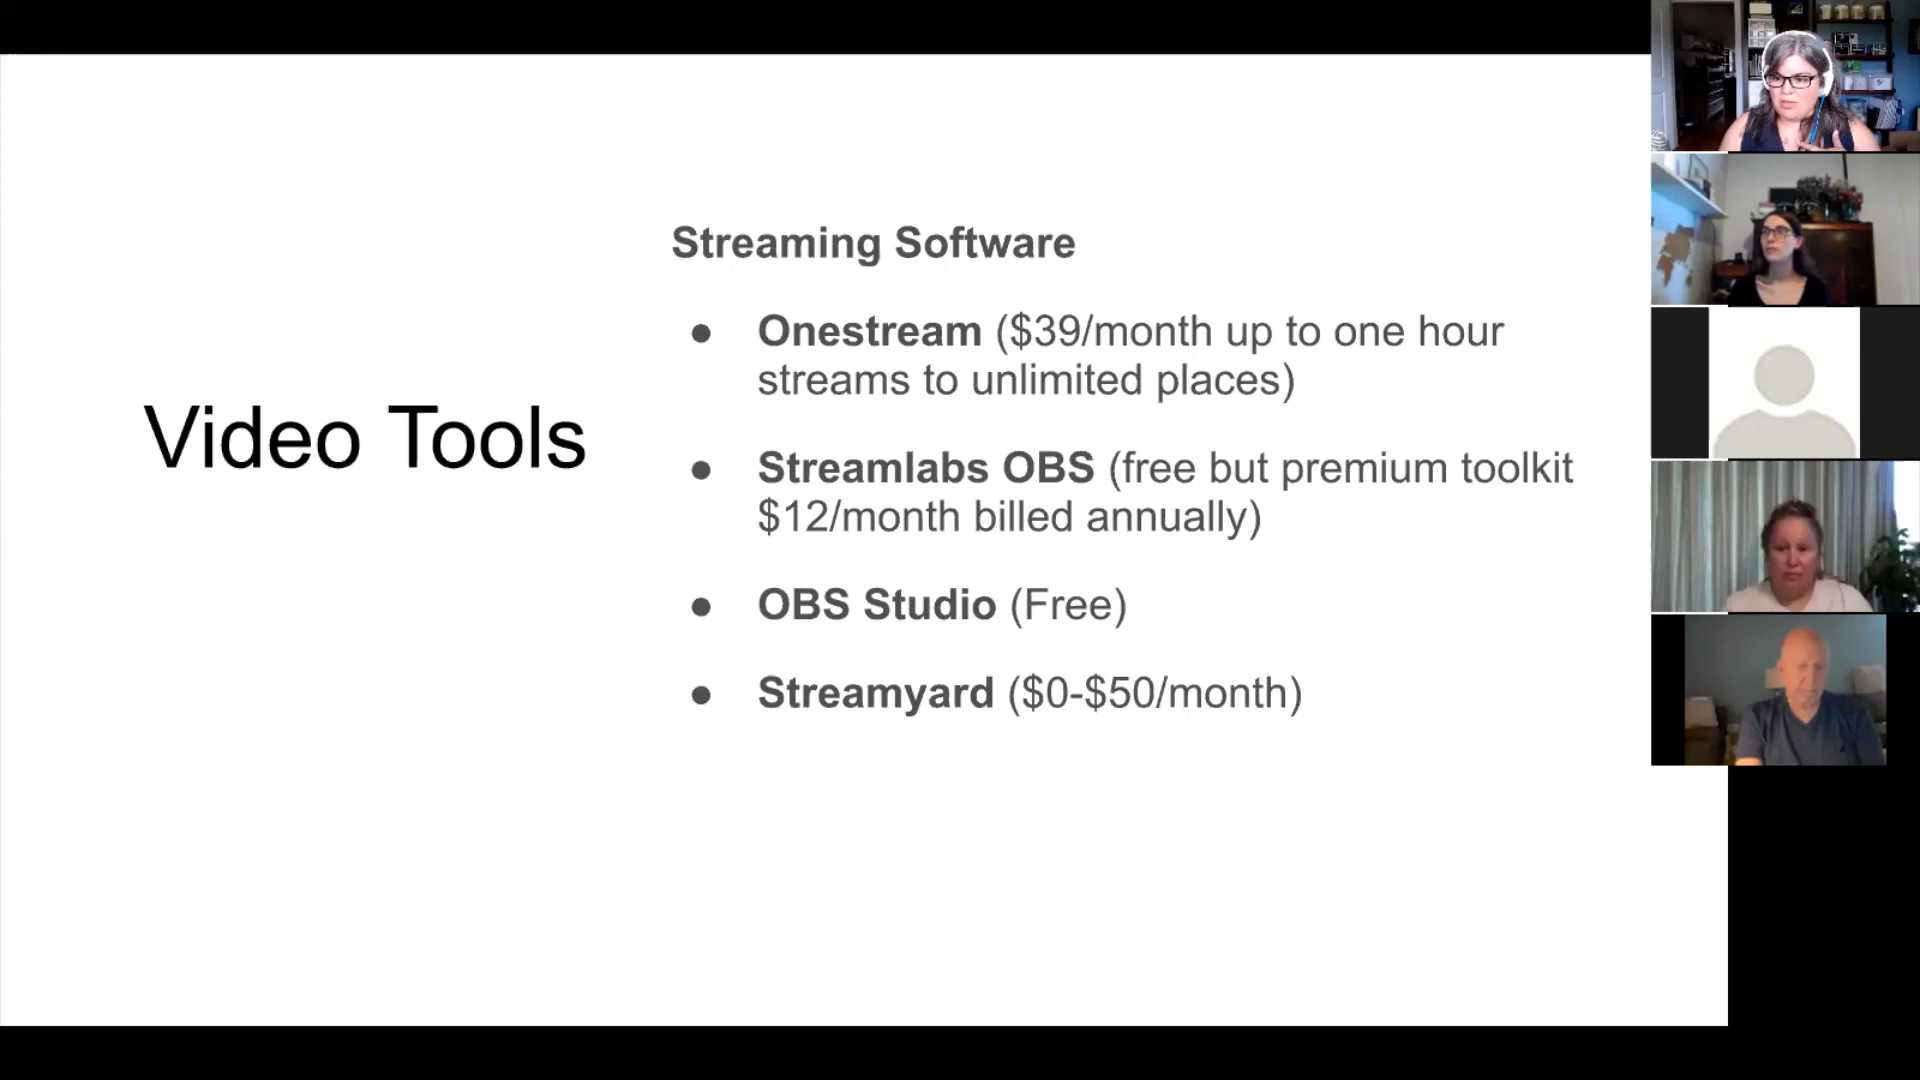 Video Tools
Streaming Software
● Onestream ($39/month up to one hour
streams to unlimited places)
● Streamlabs OBS (free but premium toolkit
$12/month billed annually)
● OBS Studio (Free)
● Streamyard ($0-$50/month)